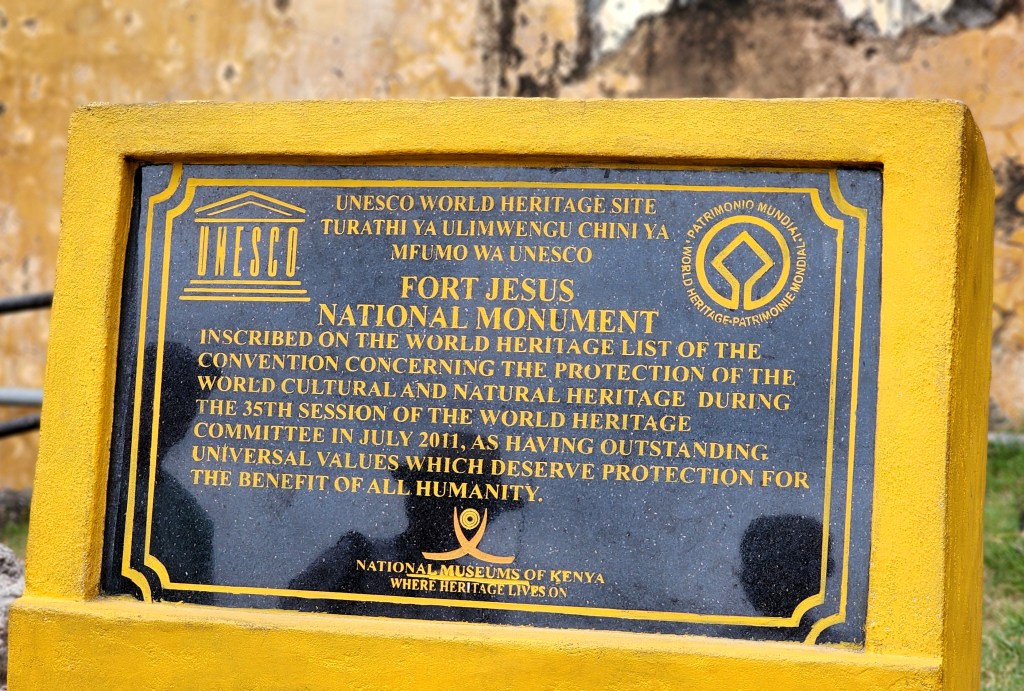 UNESCO WORLD HERITAGE SITE
TURATHI YA ULIMWENGU CHINI YA
MFUMO WA UNESCO
UNESCO
PATRIMONIO MUNDIAL
WORLD HERITAGE • PATRIMOINE MONDIAL
FORT JESUS
NATIONAL MONUMENT
INSCRIBED ON THE WORLD HERITAGE LIST OF THE
CONVENTION CONCERNING THE PROTECTION OF THE
WORLD CULTURAL AND NATURAL HERITAGE DURING
THE 35TH SESSION OF THE WORLD HERITAGE
COMMITTEE IN JULY 2011, AS HAVING OUTSTANDING
UNIVERSAL VALUES WHICH DESERVE PROTECTION FOR
THE BENEFIT OF ALL HUMANITY.
NATIONAL MUSEUMS OF KENYA
WHERE HERITAGE LIVES ON